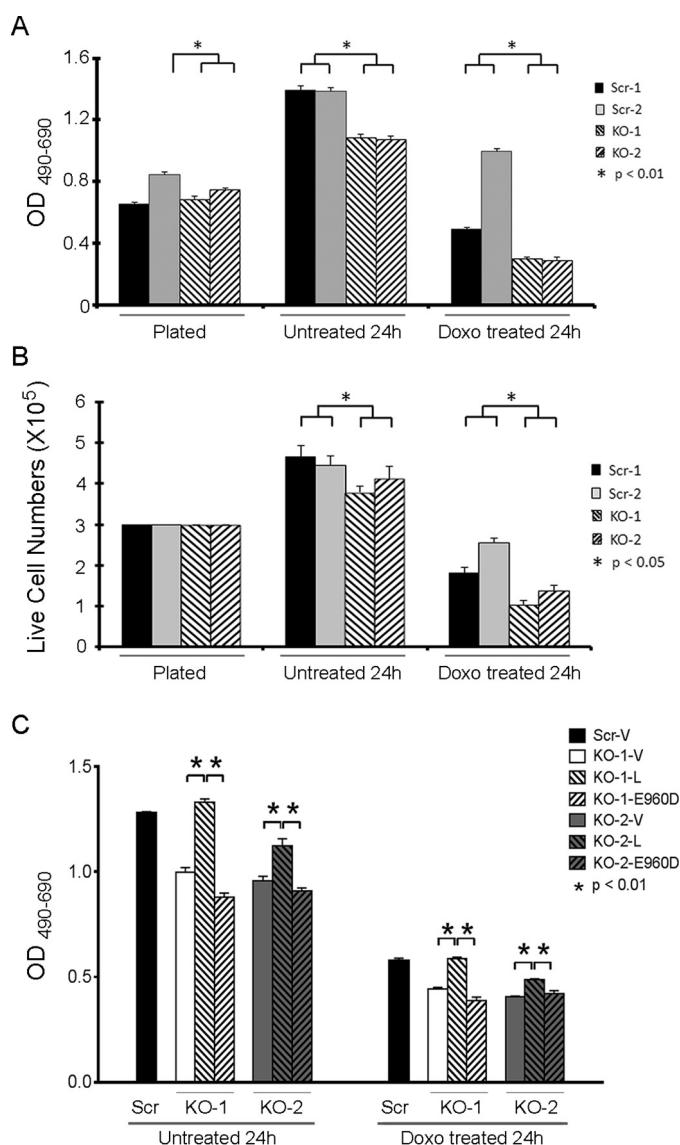 A
* * *
1.6
1.2
0.8
0.4
0
OD 490-690
Plated Untreated 24h Doxo treated 24h
Scr-1
Scr-2
KO-1
KO-2
* p < 0.01
B
* *
6
5
4
3
2
1
0
Live Cell Numbers (X10⁵)
Plated Untreated 24h Doxo treated 24h
Scr-1
Scr-2
KO-1
KO-2
* p < 0.05
C
Scr-V
KO-1-V
KO-1-L
KO-1-E960D
KO-2-V
KO-2-L
KO-2-E960D
* p < 0.01
1.5
1.0
0.5
0.0
OD 490-690
* * * * * * * *
Scr KO-1 KO-2 Scr KO-1 KO-2
Untreated 24h Doxo treated 24h